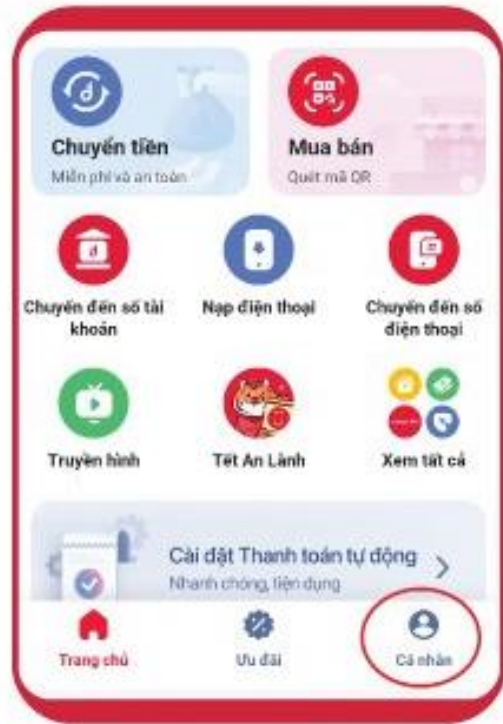 Chuyển tiền
Miễn phí và an toàn
Mua bán
Quét mã QR
Chuyển đến số tài
khoản
Nạp điện thoại
Chuyển đến số
điện thoại
Truyền hình
Tết An Lành
Xem tất cả
Cài đặt Thanh toán tự động
Nhanh chóng, tiện dụng
Trang chủ
Ưu đãi
Cá nhân